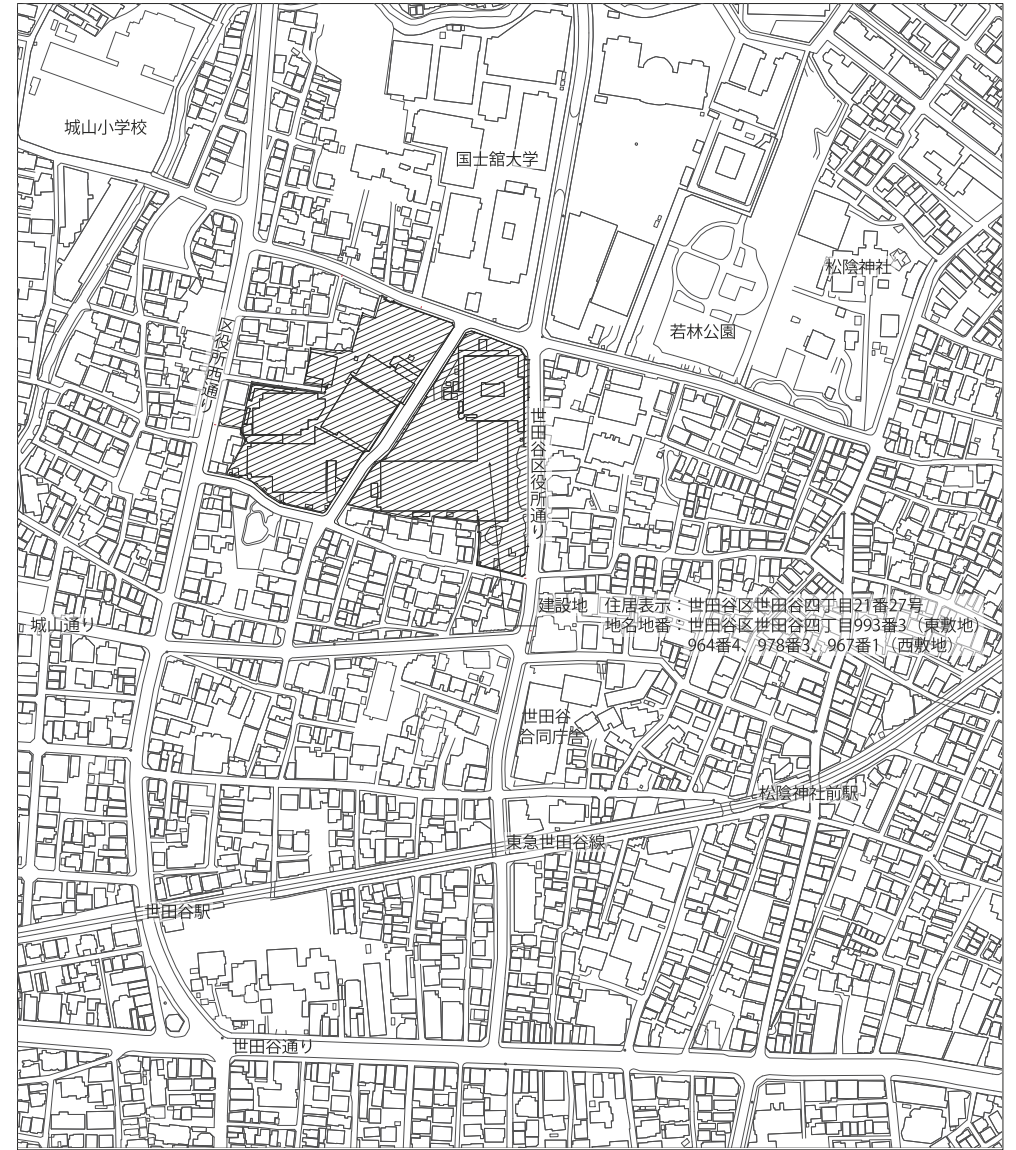 城山小学校
国士舘大学
松陰神社
若林公園
区役所西通り
世田谷区役所通り
建設地　住居表示：世田谷区世田谷四丁目21番27号
地名地番：世田谷区世田谷四丁目993番3（東敷地）
964番4、978番3、967番1（西敷地）
城山通り
世田谷
合同庁舎
松陰神社前駅
東急世田谷線
世田谷駅
世田谷通り